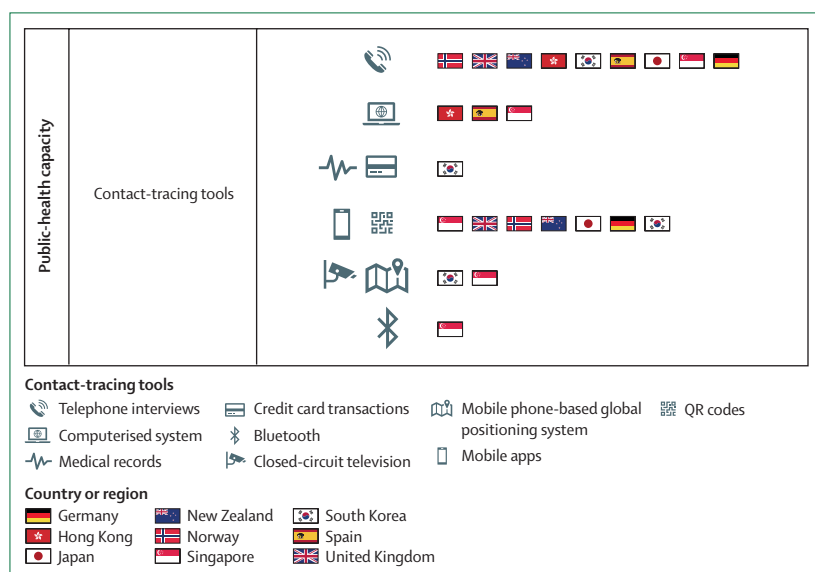 Public-health capacity
Contact-tracing tools
Contact-tracing tools
Telephone interviews
Computerised system
Medical records
Credit card transactions
Bluetooth
Closed-circuit television
Mobile phone-based global
positioning system
Mobile apps
QR codes
Country or region
Germany
Hong Kong
Japan
New Zealand
Norway
Singapore
South Korea
Spain
United Kingdom